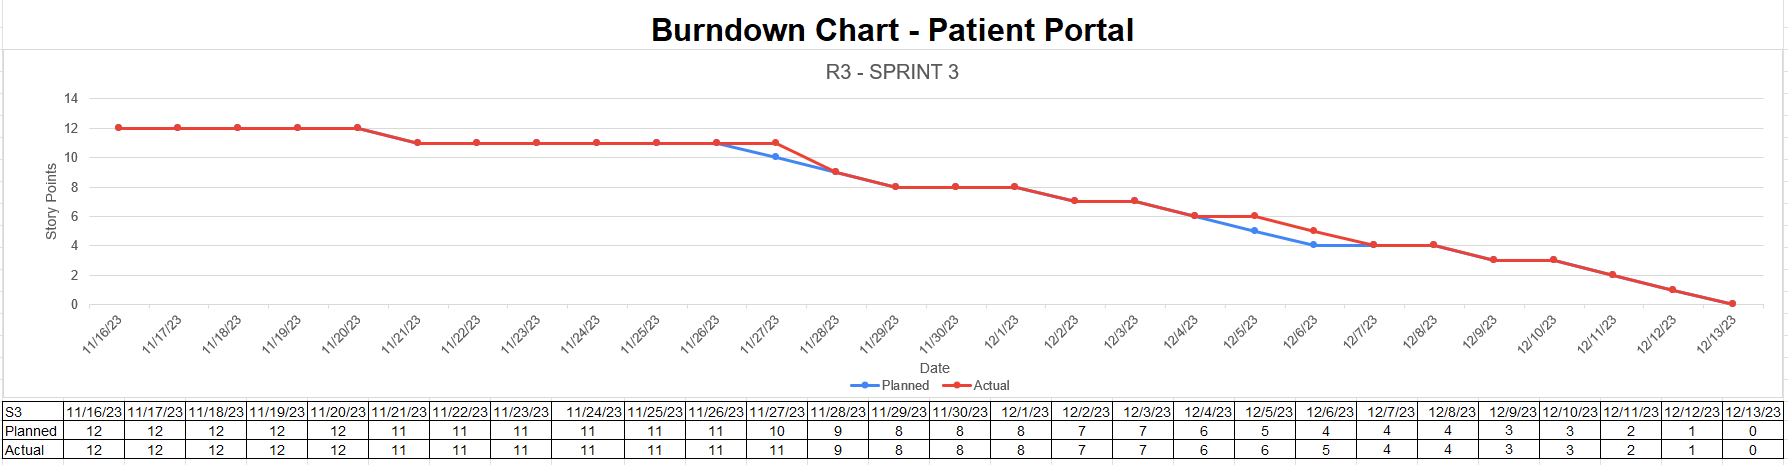 Burndown Chart - Patient Portal
R3 - SPRINT 3
14
12
10
8
6
4
2
0
Story Points
11/16/23 11/17/23 11/18/23 11/19/23 11/20/23 11/21/23 11/22/23 11/23/23 11/24/23 11/25/23 11/26/23 11/27/23 11/28/23 11/29/23 11/30/23 12/1/23 12/2/23 12/3/23 12/4/23 12/5/23 12/6/23 12/7/23 12/8/23 12/9/23 12/10/23 12/11/23 12/12/23 12/13/23
Date
Planned Actual
S3 11/16/23 11/17/23 11/18/23 11/19/23 11/20/23 11/21/23 11/22/23 11/23/23 11/24/23 11/25/23 11/26/23 11/27/23 11/28/23 11/29/23 11/30/23 12/1/23 12/2/23 12/3/23 12/4/23 12/5/23 12/6/23 12/7/23 12/8/23 12/9/23 12/10/23 12/11/23 12/12/23 12/13/23
Planned 12 12 12 12 12 11 11 11 11 11 11 10 9 8 8 8 7 7 6 5 4 4 4 3 3 2 1 0
Actual 12 12 12 12 12 11 11 11 11 11 11 11 9 8 8 8 7 7 6 6 5 4 4 3 3 2 1 0